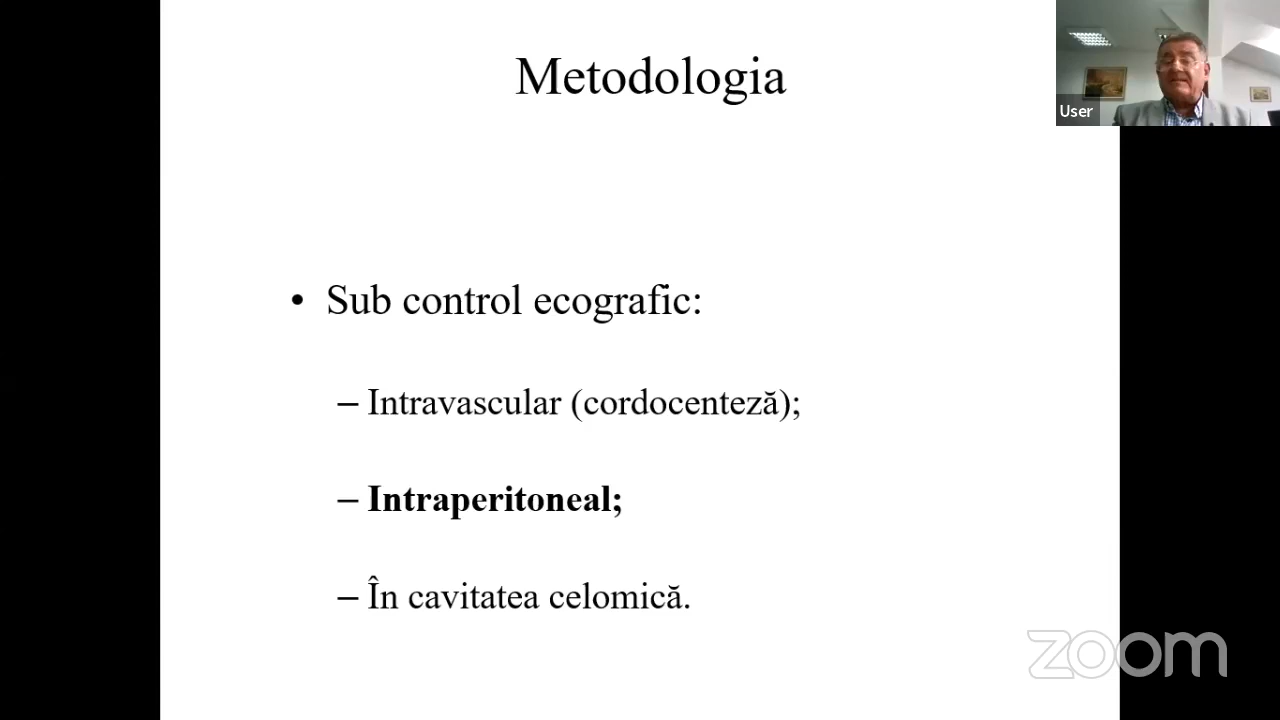 Metodologia
User
• Sub control ecografic:
– Intravascular (cordocenteză);
– Intraperitoneal;
– În cavitatea celomică.
zoom